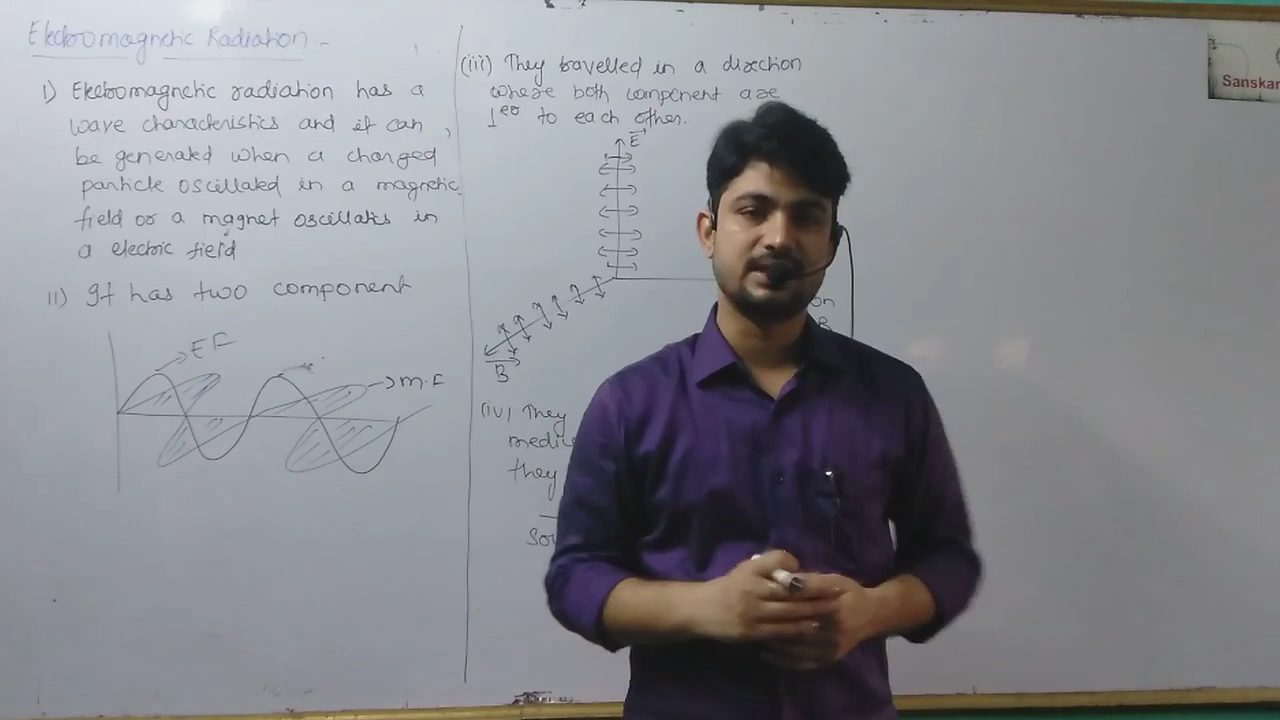 Electromagnetic Radiation :-
i) Electromagnetic radiation has a
wave characteristics and it can
be generated when a charged
particle oscillated in a magnetic
field or a magnet oscillates in
a electric field
ii) It has two component
EF
m.F
(iii) They travelled in a direction
where both component are
1er to each other.
E
B
on
B
(iv) They
they
Sanskar